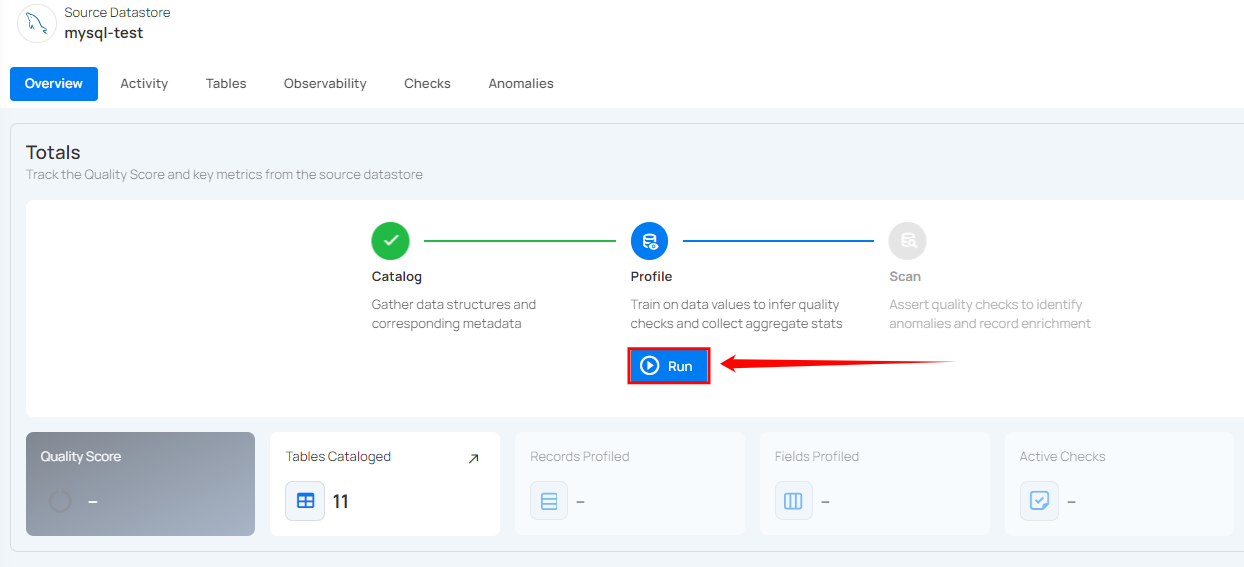 Source Datastore
mysql-test
Overview Activity Tables Observability Checks Anomalies
Totals
Track the Quality Score and key metrics from the source datastore
Catalog
Gather data structures and
corresponding metadata
Profile
Train on data values to infer quality
checks and collect aggregate stats
Run
Scan
Assert quality checks to identify
anomalies and record enrichment
Quality Score
–
Tables Cataloged
11
Records Profiled
–
Fields Profiled
–
Active Checks
–